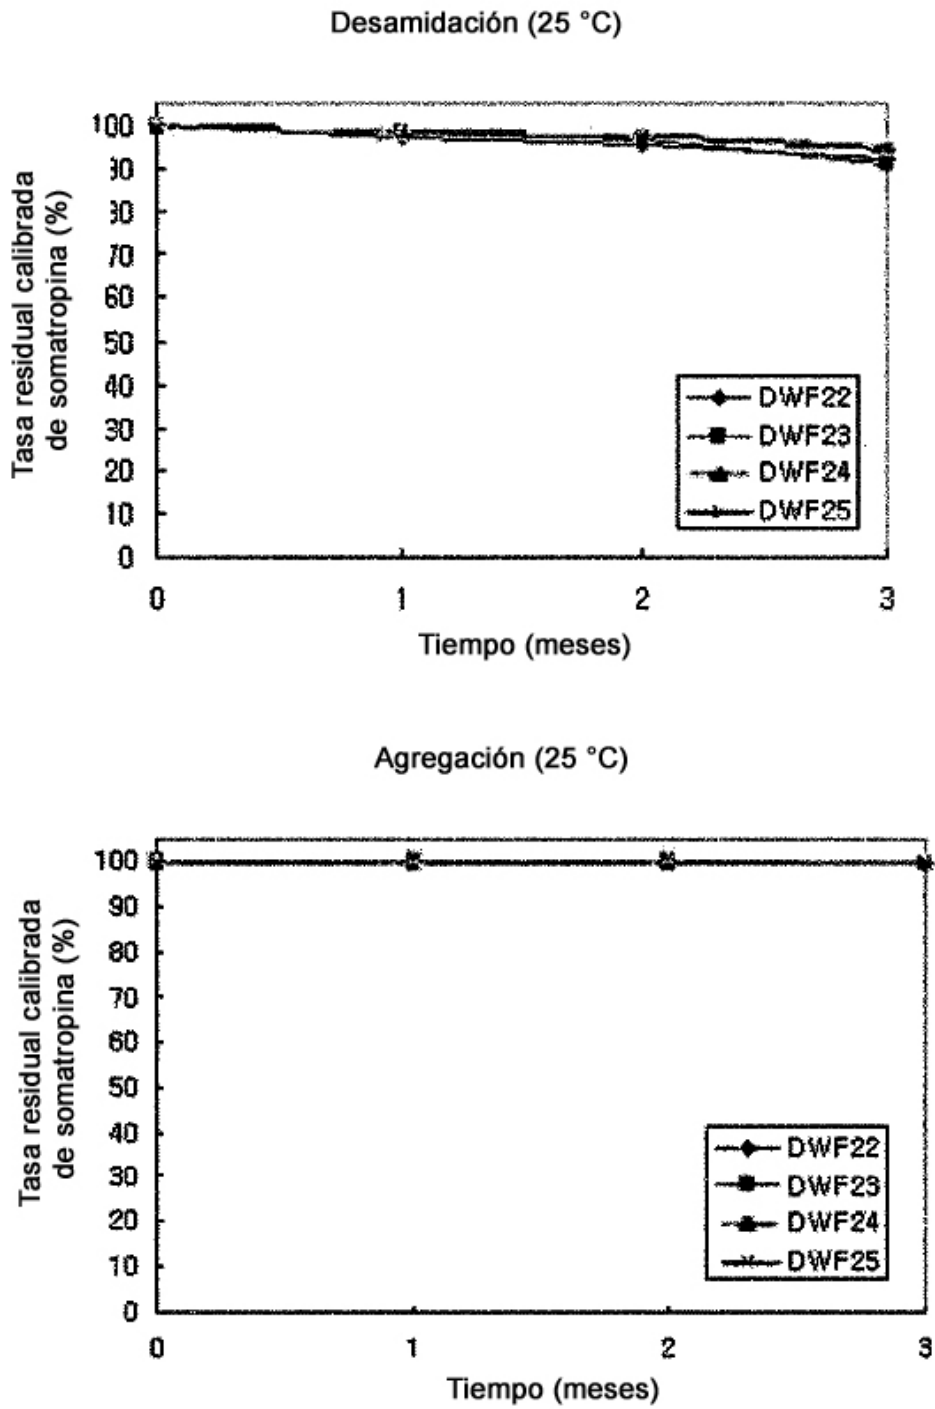 Desamidación (25 °C)
Tasa residual calibrada
de somatropina (%)
100
90
80
70
60
50
40
30
20
10
0
0 1 2 3
Tiempo (meses)
DWF22
DWF23
DWF24
DWF25
Agregación (25 °C)
Tasa residual calibrada
de somatropina (%)
100
90
80
70
60
50
40
30
20
10
0
0 1 2 3
Tiempo (meses)
DWF22
DWF23
DWF24
DWF25